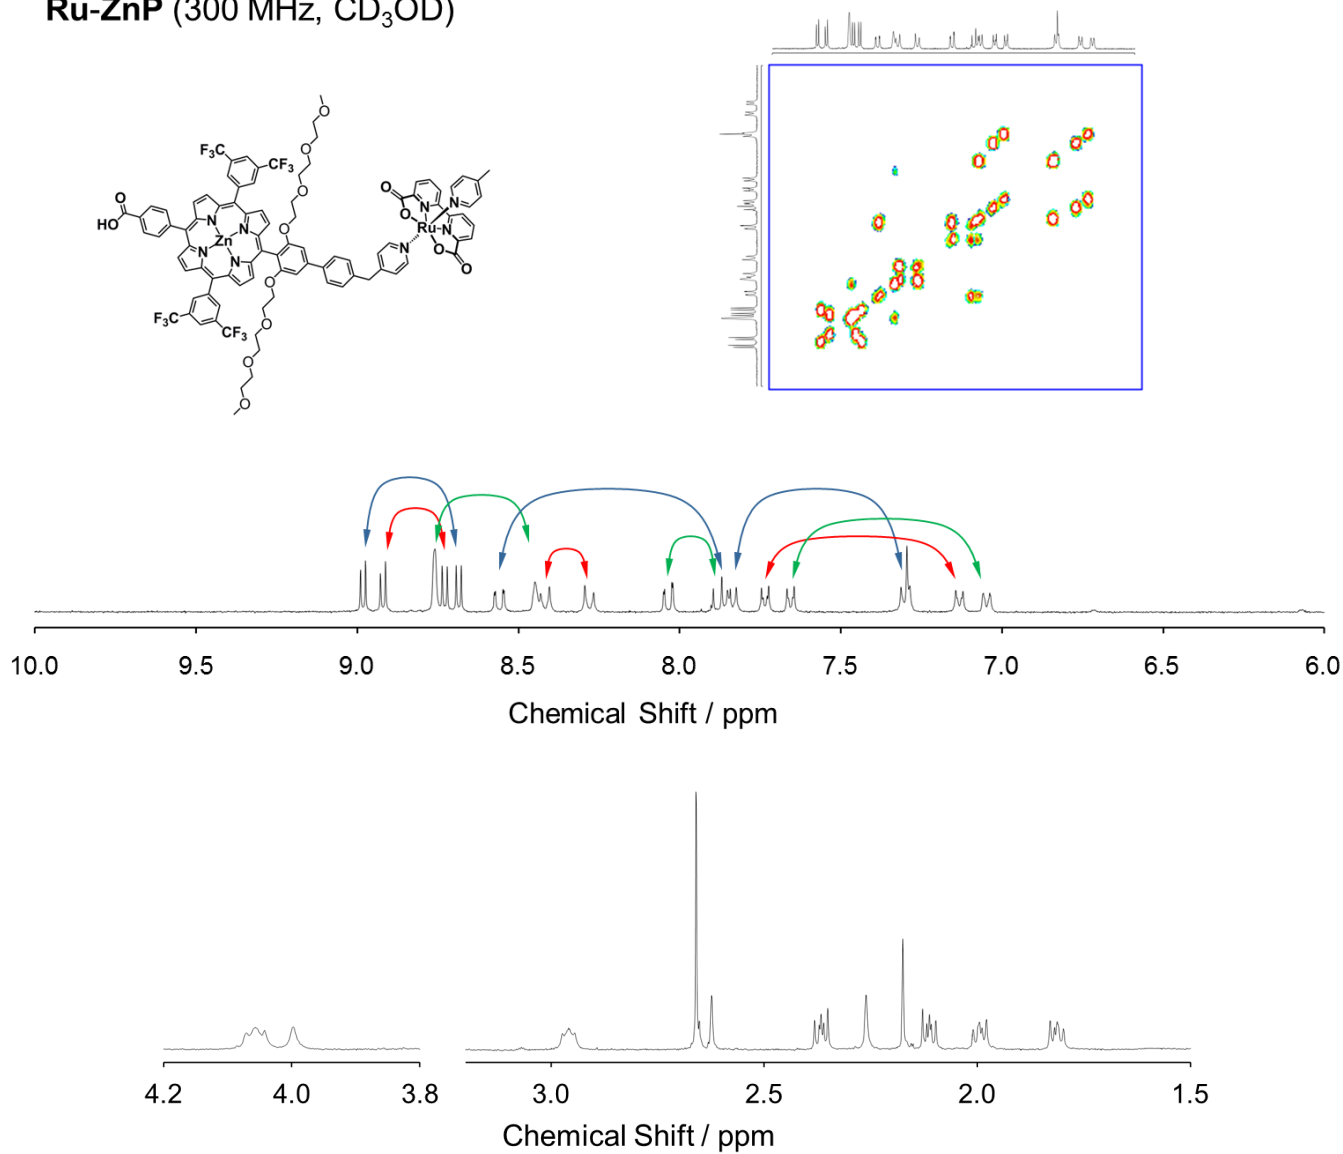 Ru-ZnP (300 MHz, CD₃OD)
O
O
F₃C
CF₃
O
O
O
HO
N
N
Zn
N
N
O
O
N
N
Ru
N
N
O
O
O
O
F₃C
F₃C
CF₃
O
O
O
10.0 9.5 9.0 8.5 8.0 7.5 7.0 6.5 6.0
Chemical Shift / ppm
4.2 4.0 3.8 3.0 2.5 2.0 1.5
Chemical Shift / ppm